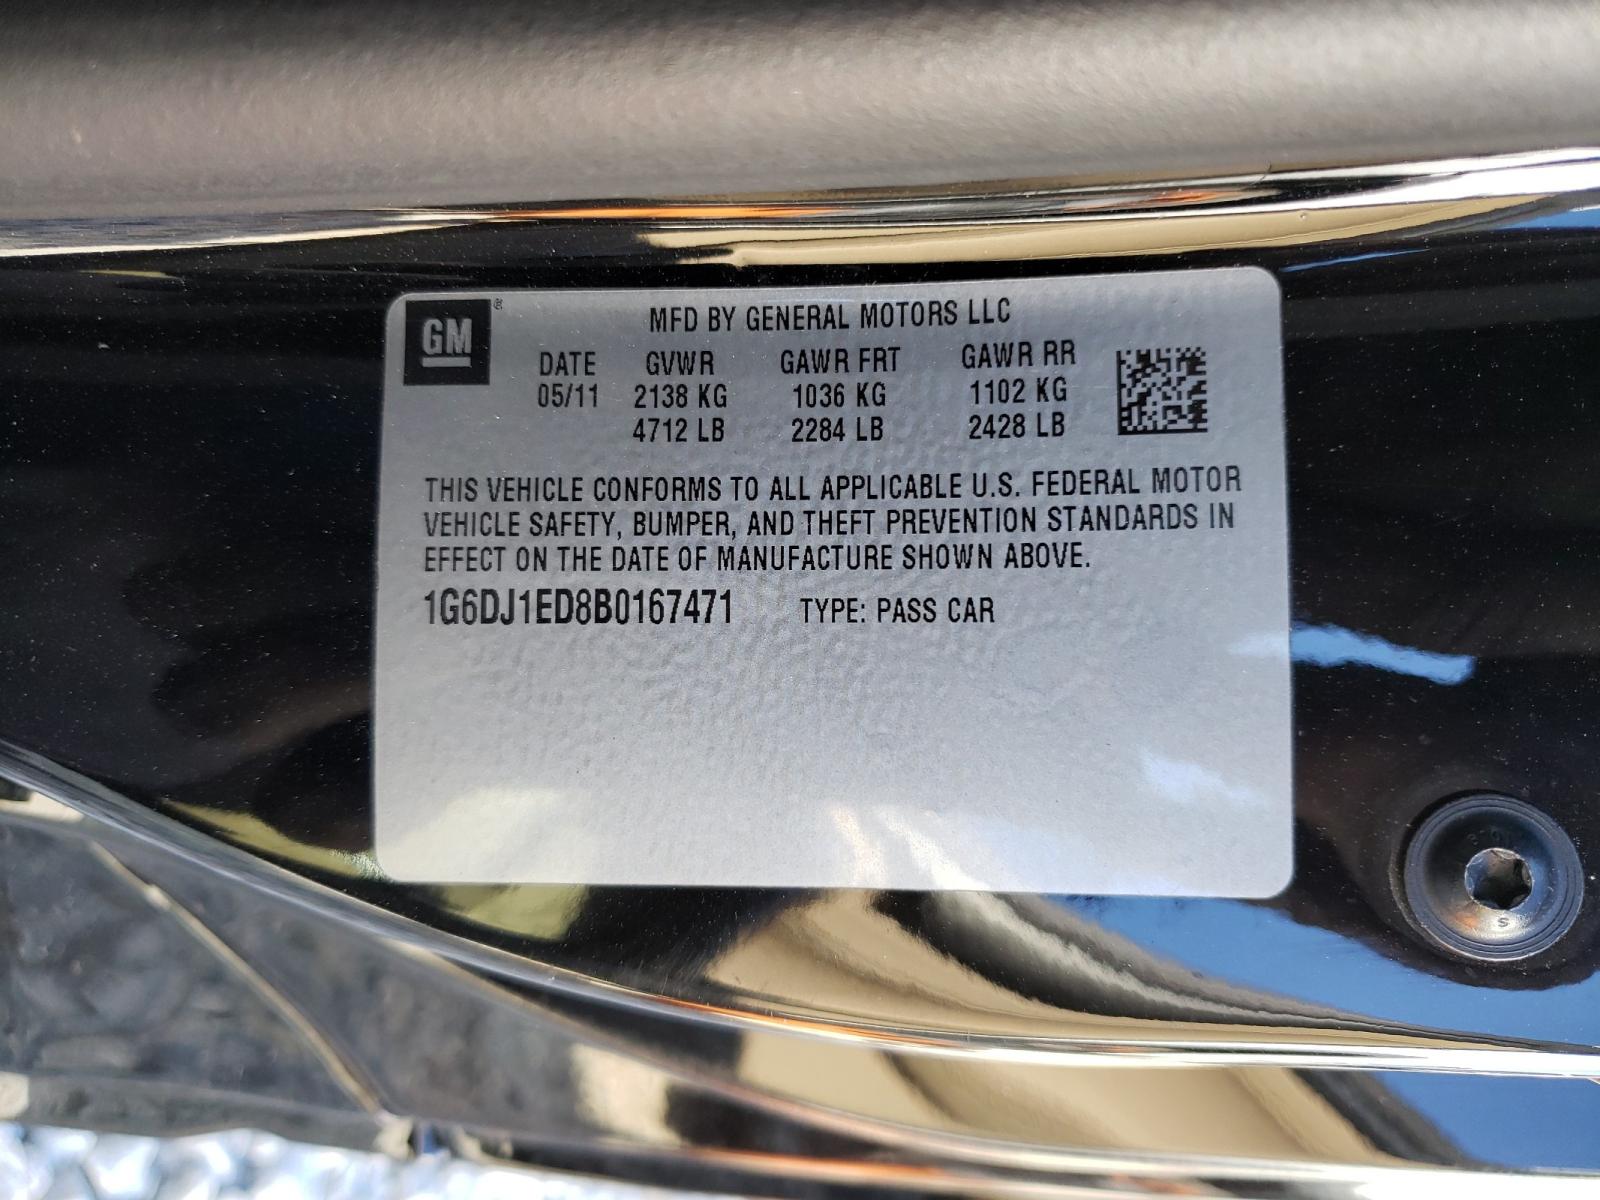 GM ®
MFD BY GENERAL MOTORS LLC
DATE GVWR GAWR FRT GAWR RR
05/11 2138 KG 1036 KG 1102 KG
4712 LB 2284 LB 2428 LB
THIS VEHICLE CONFORMS TO ALL APPLICABLE U.S. FEDERAL MOTOR
VEHICLE SAFETY, BUMPER, AND THEFT PREVENTION STANDARDS IN
EFFECT ON THE DATE OF MANUFACTURE SHOWN ABOVE.
1G6DJ1ED8B0167471 TYPE: PASS CAR
S